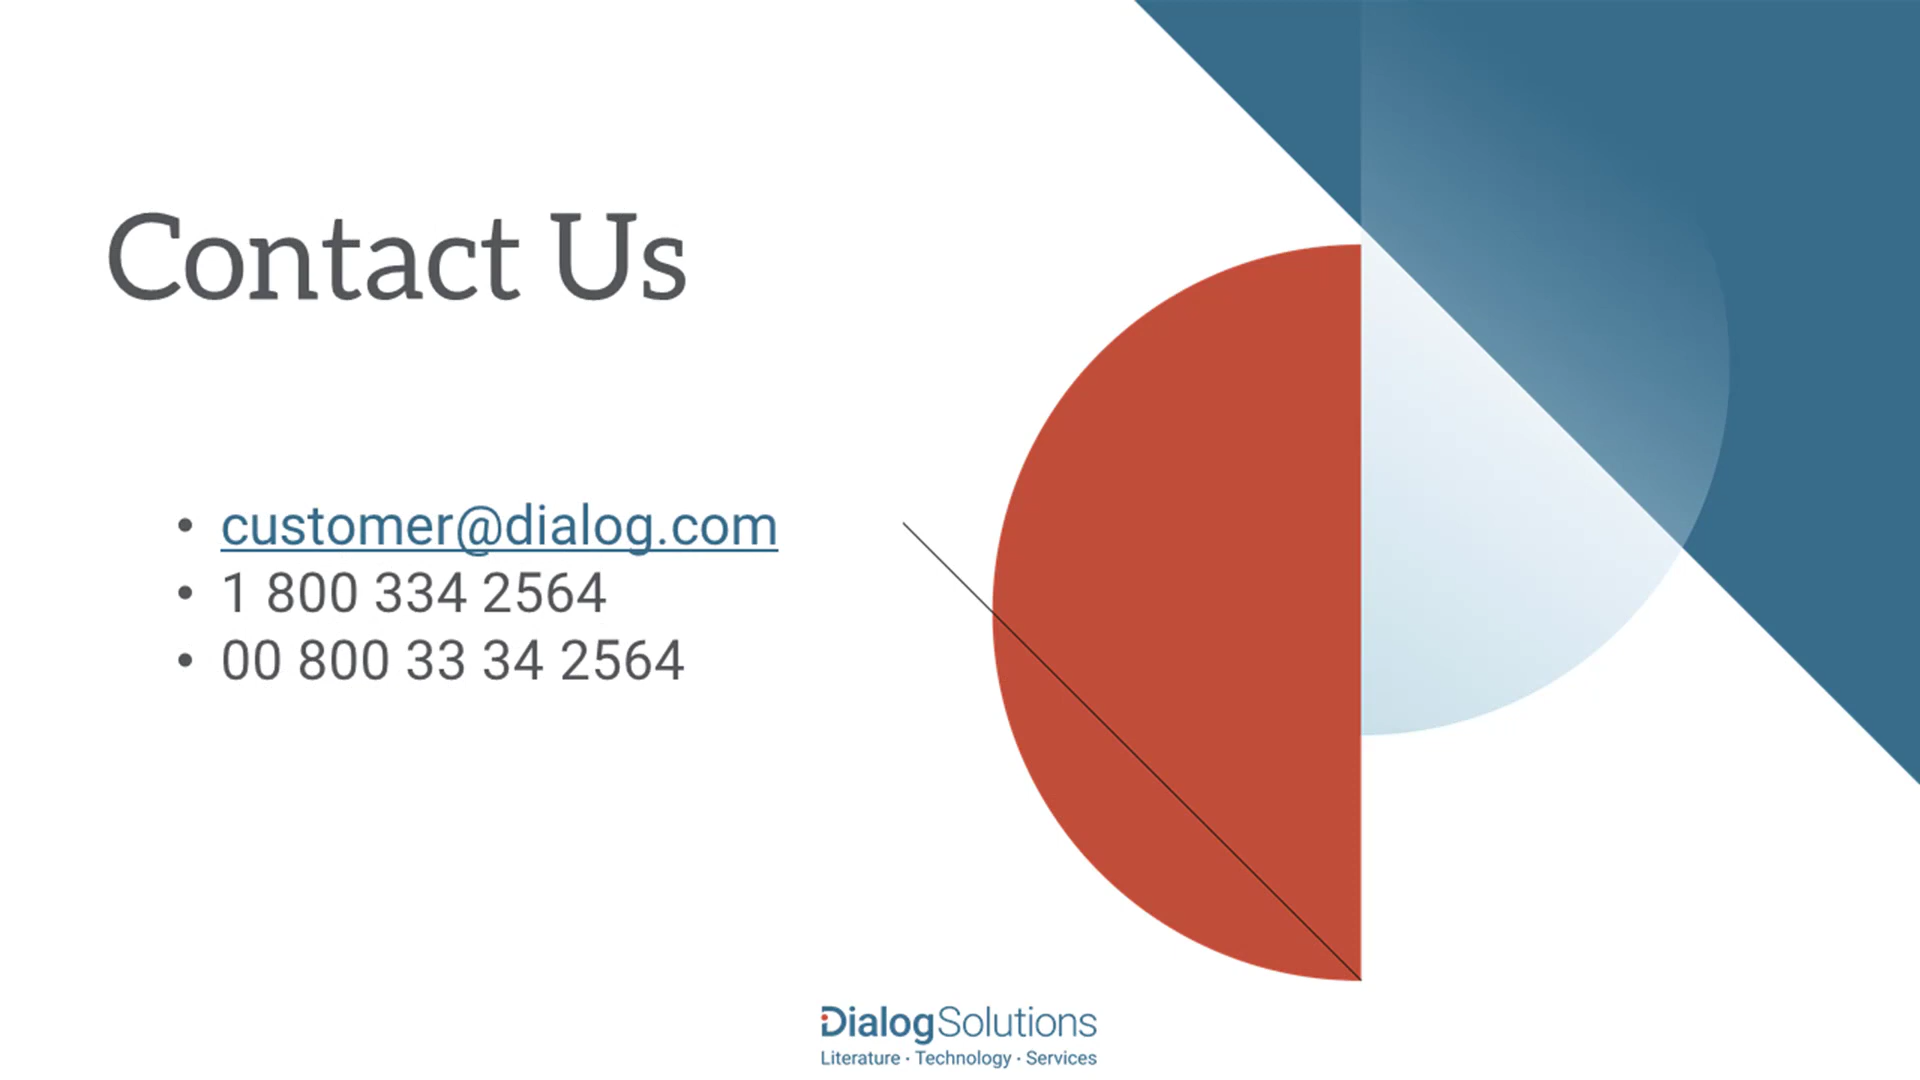 Contact Us
• customer@dialog.com
• 1 800 334 2564
• 00 800 33 34 2564
DialogSolutions
Literature · Technology · Services